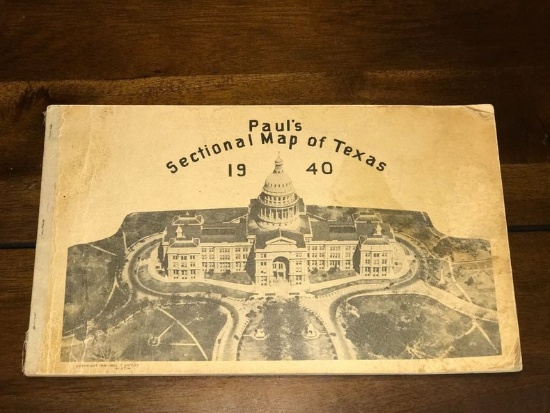 Paul's
Sectional Map of Texas
19 40